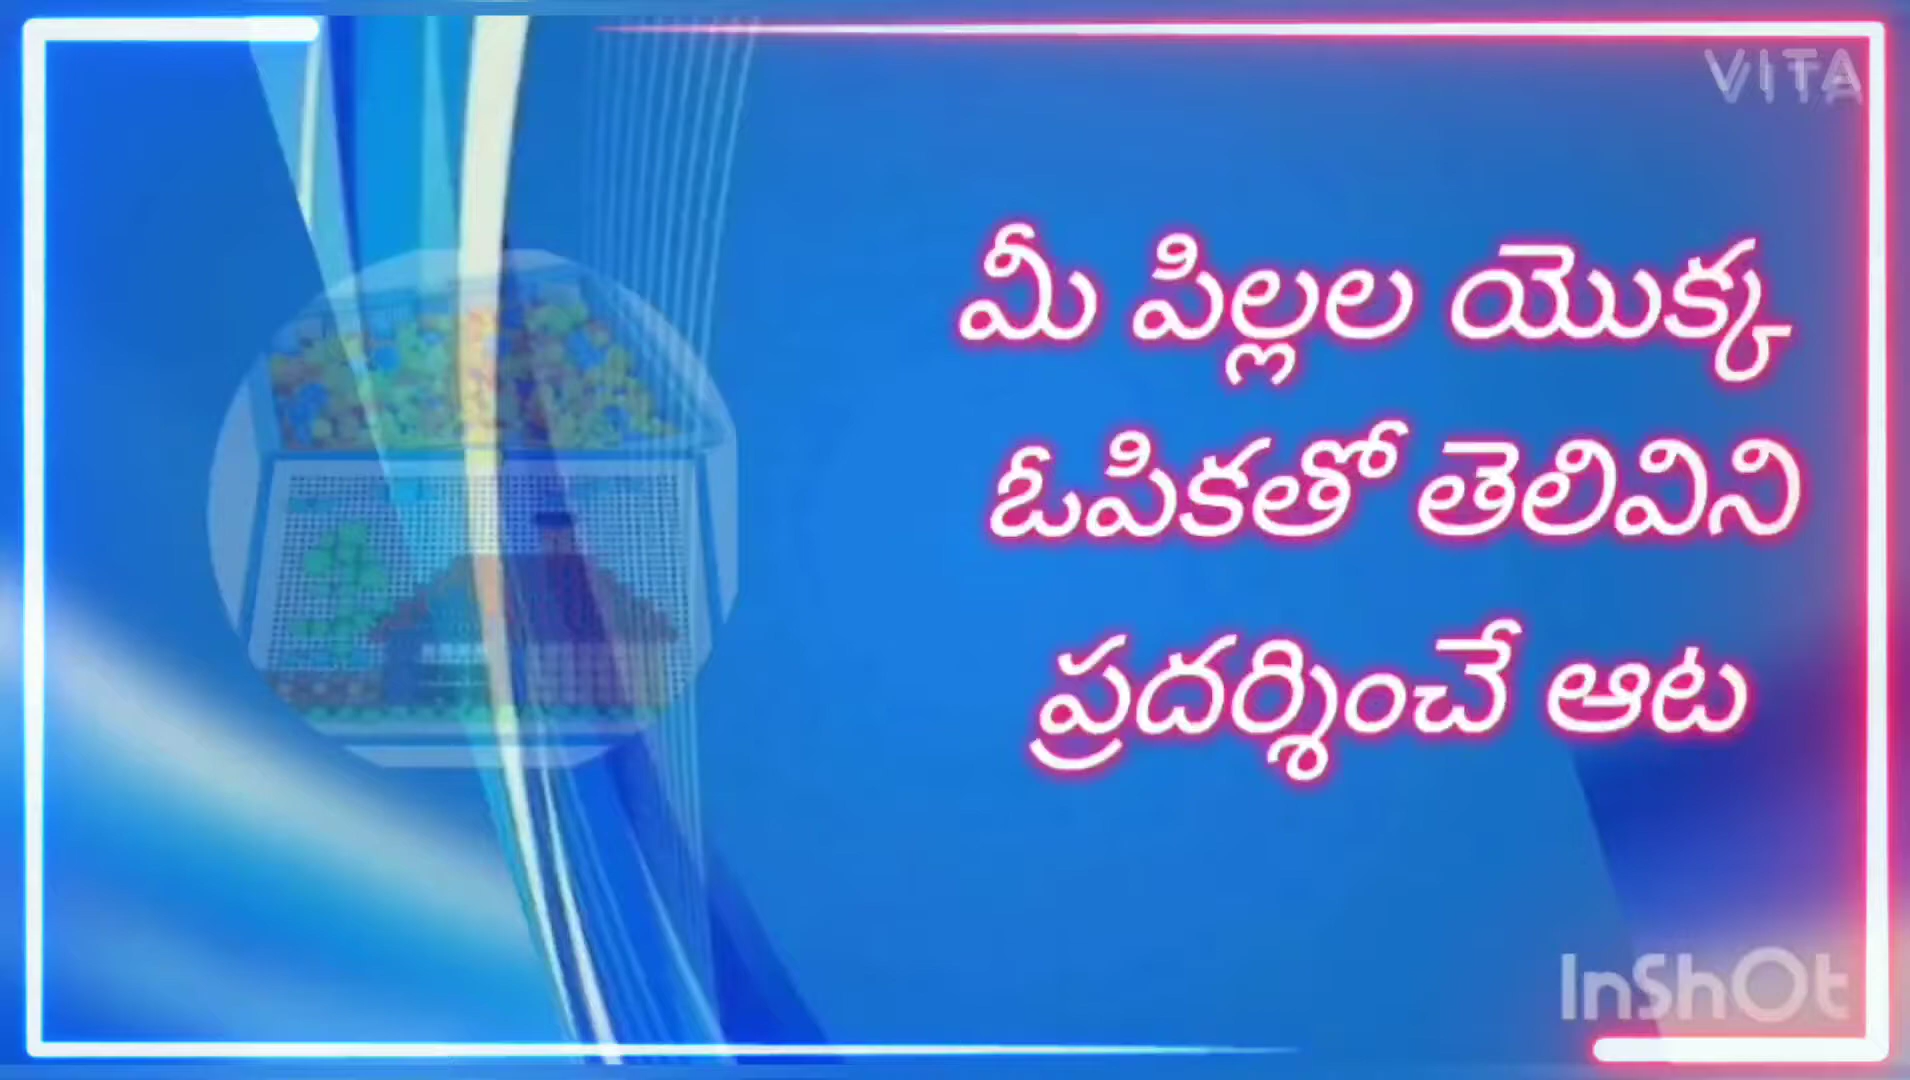 VITA
మీ పిల్లల యొక్క
ఓపికతో తెలివిని
ప్రదర్శించే ఆట
InShOt